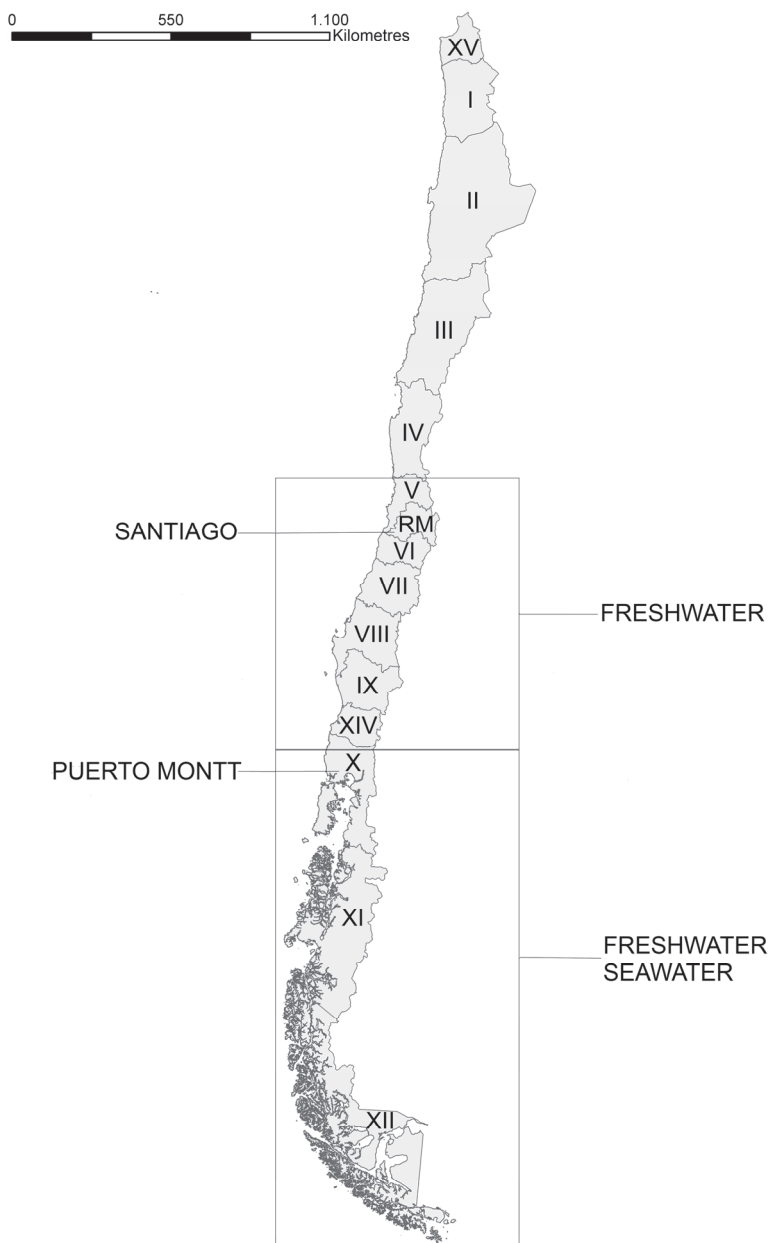 0 550 1.100
Kilometres
XV
I
II
III
IV
V
SANTIAGO RM
VI
VII
FRESHWATER
VIII
IX
XIV
X
PUERTO MONTT
XI
FRESHWATER
SEAWATER
XII